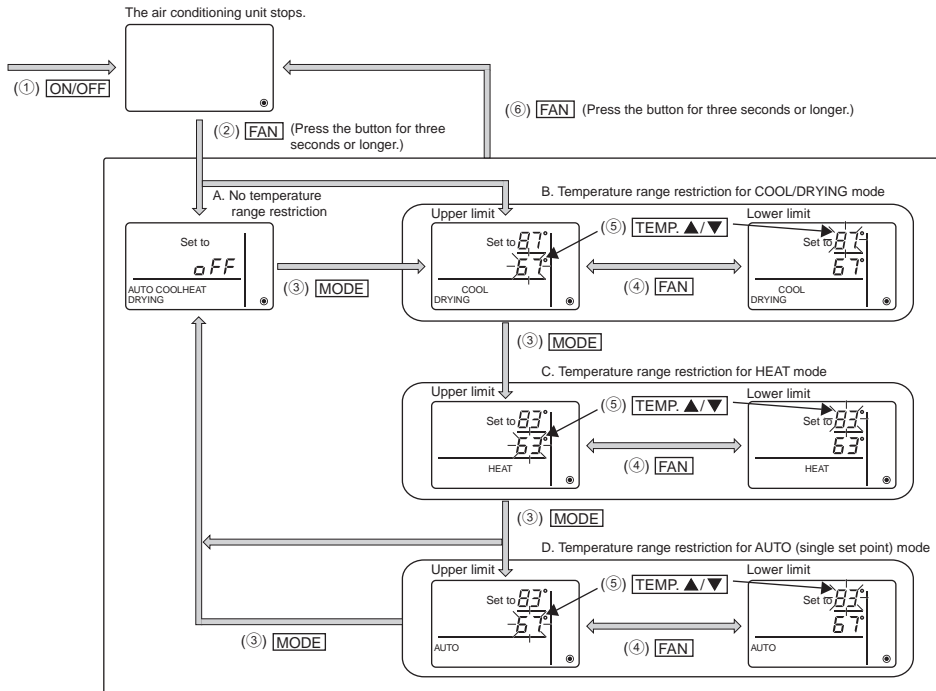 The air conditioning unit stops.
(①) ON/OFF
(②) FAN (Press the button for three
seconds or longer.)
(⑥) FAN (Press the button for three seconds or longer.)
A. No temperature
range restriction
Set to
oFF
AUTO COOLHEAT
DRYING
(③) MODE
B. Temperature range restriction for COOL/DRYING mode
Upper limit
Set to 87°
67°
COOL
DRYING
(⑤) TEMP. ▲/▼
(④) FAN
Lower limit
Set to 87°
67°
COOL
DRYING
(③) MODE
C. Temperature range restriction for HEAT mode
Upper limit
Set to 83°
63°
HEAT
(⑤) TEMP. ▲/▼
(④) FAN
Lower limit
Set to 83°
63°
HEAT
(③) MODE
D. Temperature range restriction for AUTO (single set point) mode
Upper limit
Set to 83°
67°
AUTO
(⑤) TEMP. ▲/▼
(④) FAN
Lower limit
Set to 83°
67°
AUTO
(③) MODE